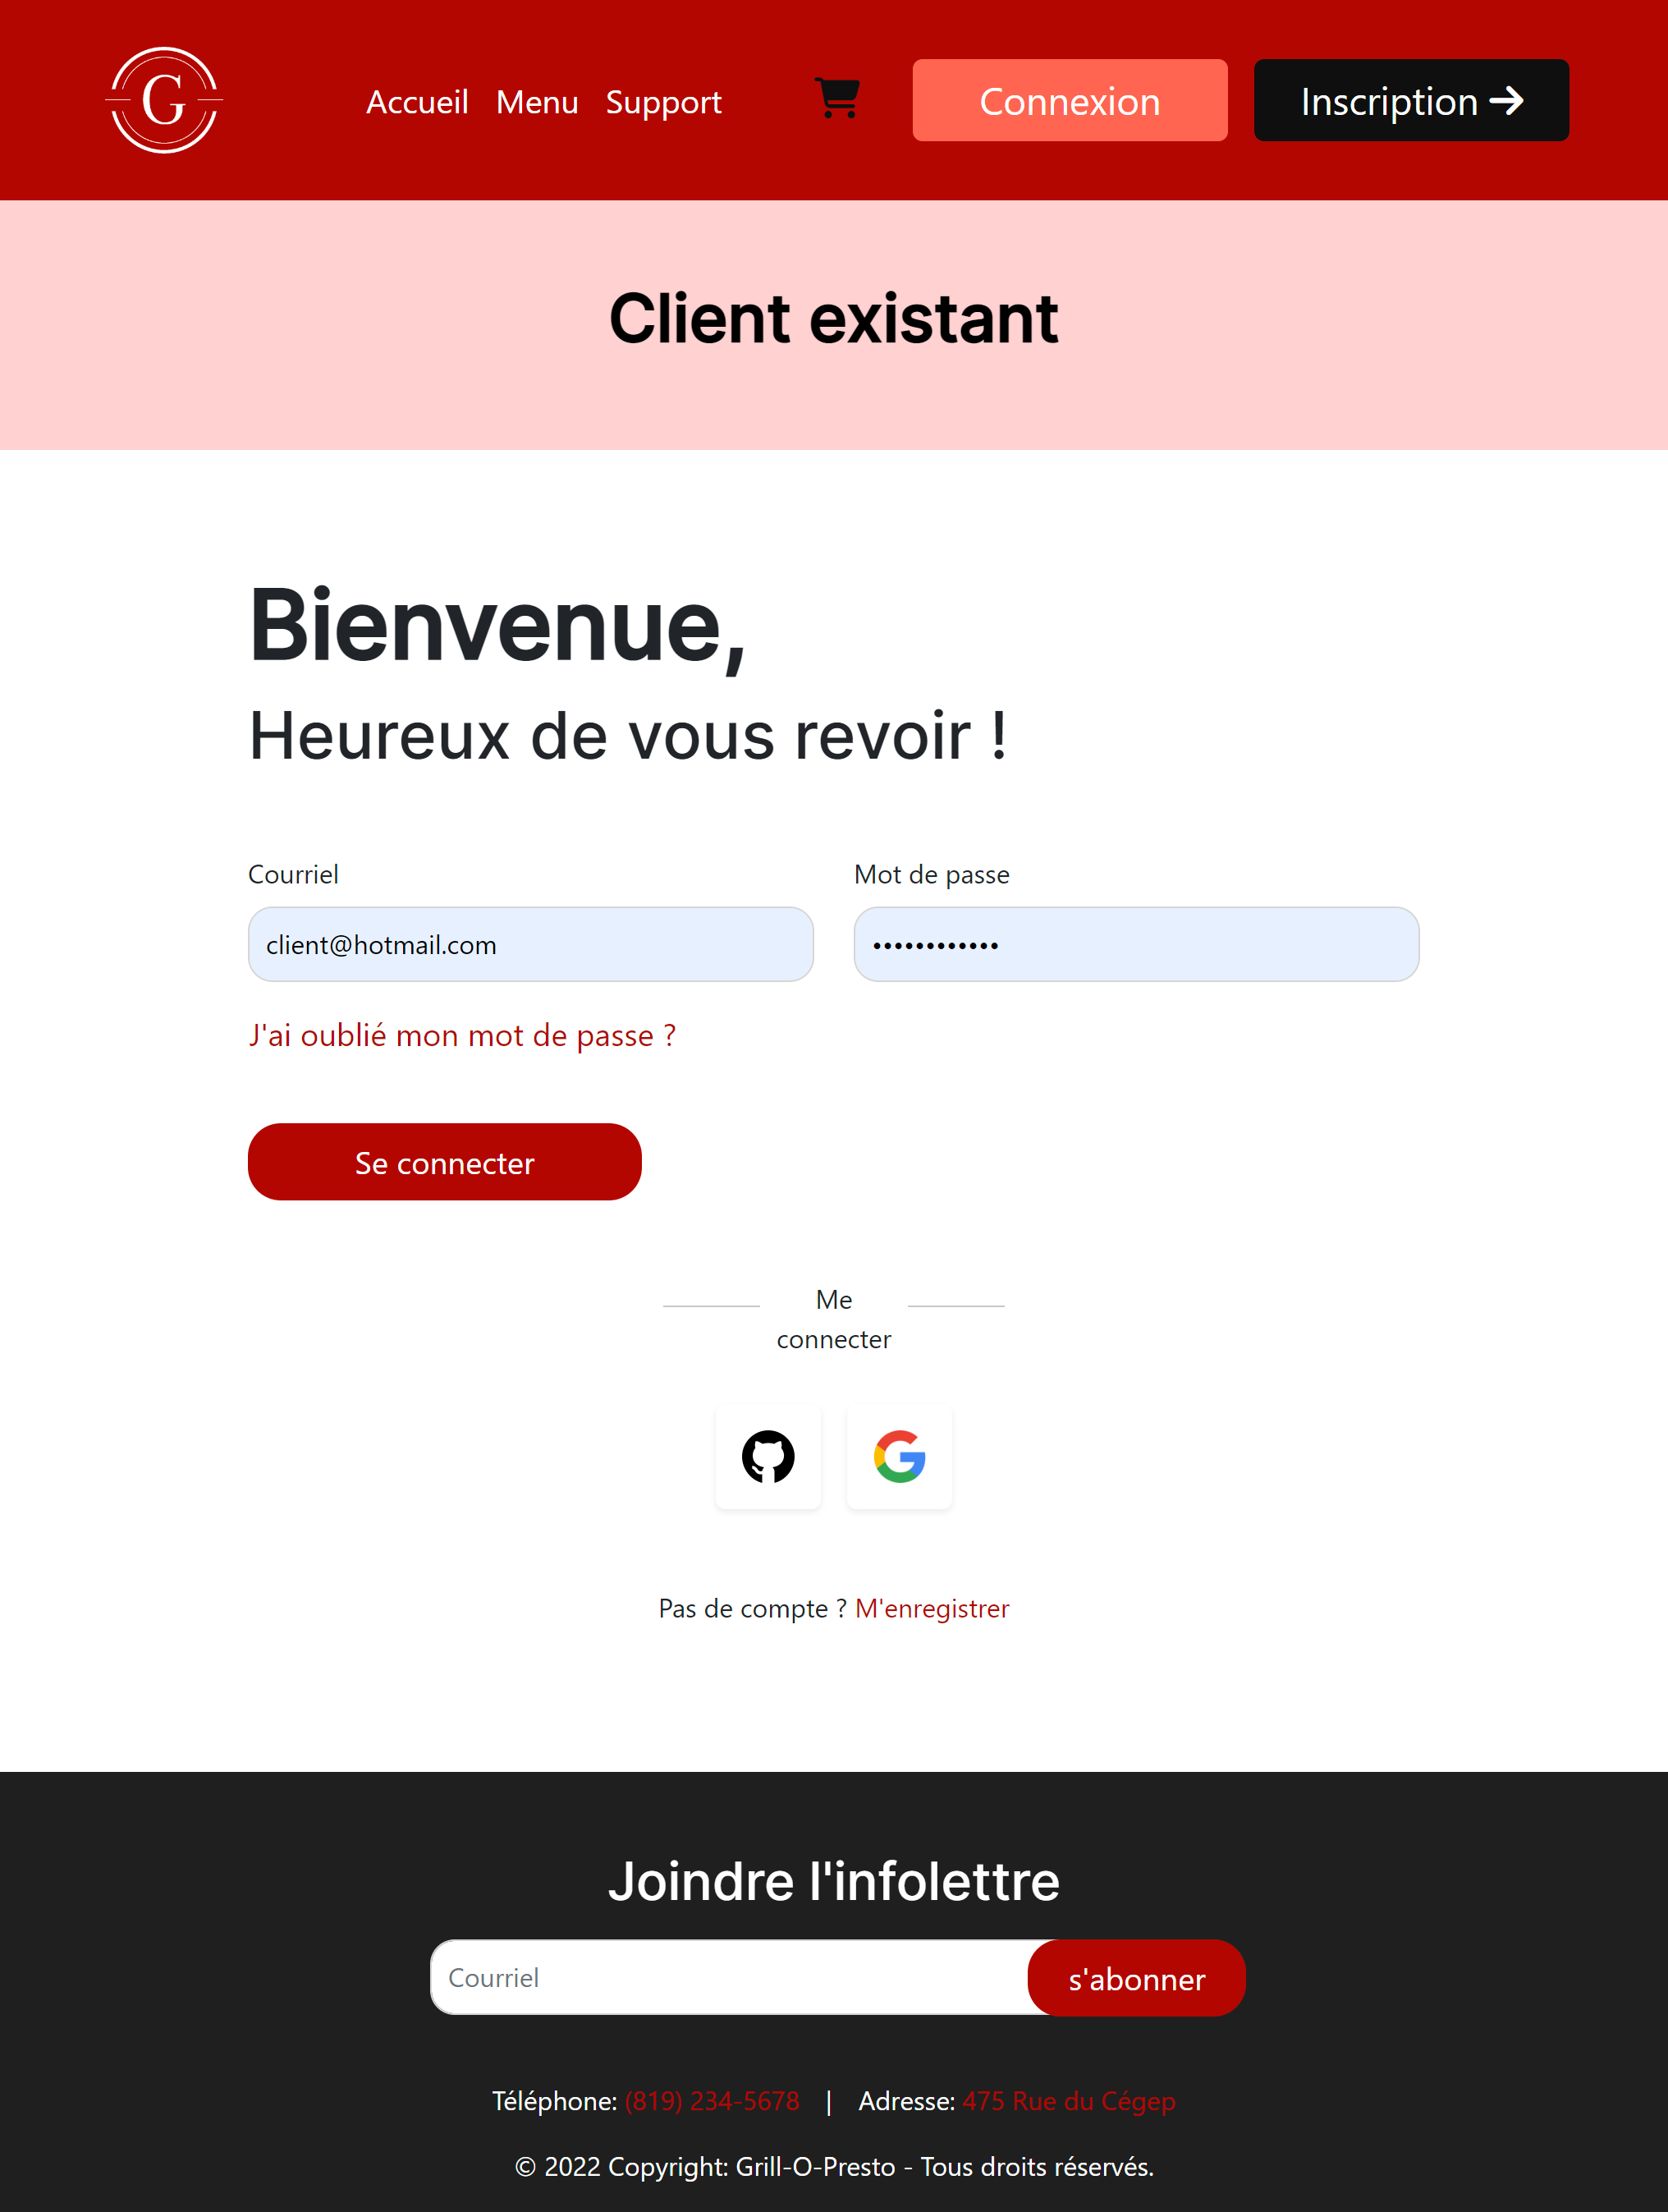 G
Accueil Menu Support Connexion Inscription
Client existant
Bienvenue,
Heureux de vous revoir !
Courriel Mot de passe
client@hotmail.com ••••••••••••
J'ai oublié mon mot de passe ?
Se connecter
Me
connecter
Pas de compte ? M'enregistrer
Joindre l'infolettre
Courriel s'abonner
Téléphone: (819) 234-5678 | Adresse: 475 Rue du Cégep
© 2022 Copyright: Grill-O-Presto - Tous droits réservés.